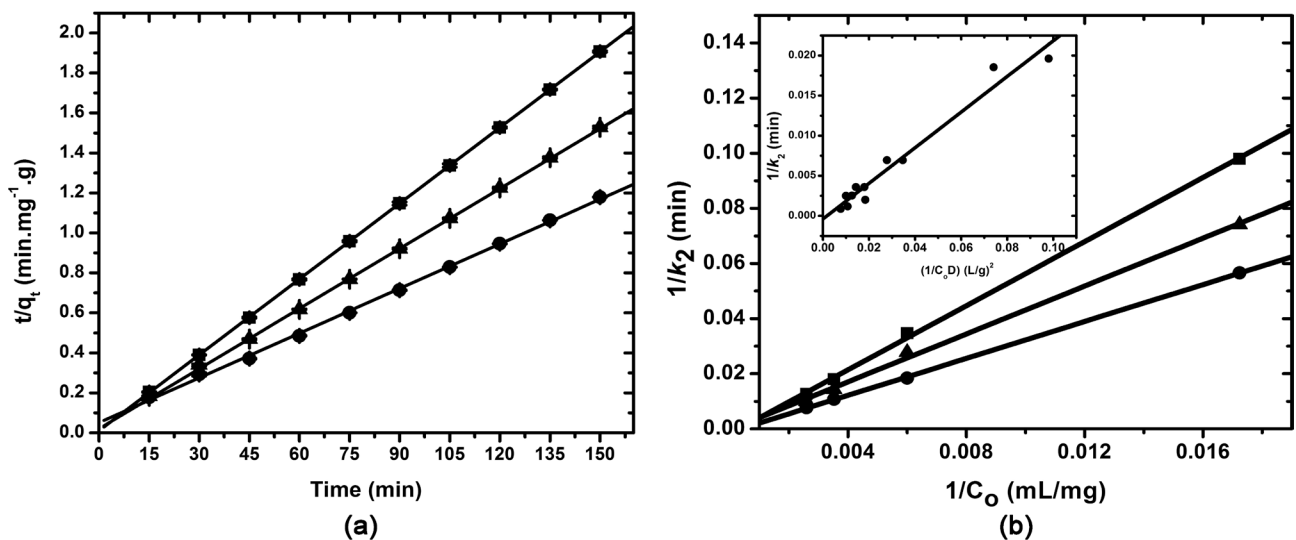 2.0
1.8
1.6
1.4
1.2
1.0
0.8
0.6
0.4
0.2
0.0
t/qₜ (min.mg⁻¹.g)
0 15 30 45 60 75 90 105 120 135 150
Time (min)
(a)
0.14
0.12
0.10
0.08
0.06
0.04
0.02
0.00
1/k₂ (min)
0.004 0.008 0.012 0.016
1/Cₒ (mL/mg)
(b)
0.020
0.015
0.010
0.005
0.000
1/k₂ (min)
0.00 0.02 0.04 0.06 0.08 0.10
(1/CₒD) (L/g)²